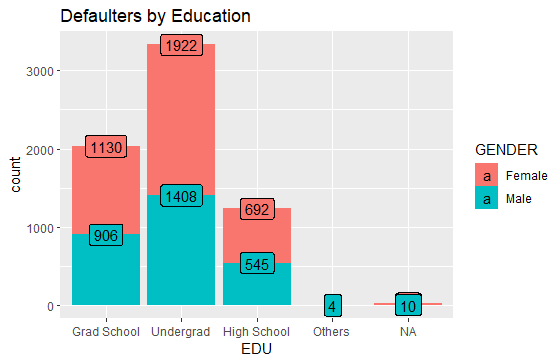 Defaulters by Education
1922
3000
2000
1130
1408
1000
906
692
545
4
10
0
Grad School
Undergrad
High School
Others
NA
EDU
count
GENDER
a Female
a Male